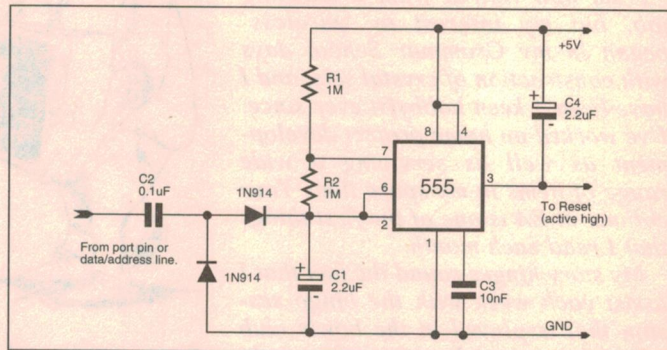 +5V
R1
1M
C4
2.2uF
8
4
7
R2
1M
555
3
C2
0.1uF
1N914
6
2
To Reset
(active high)
From port pin or
data/address line.
1N914
C1
2.2uF
1
C3
10nF
GND